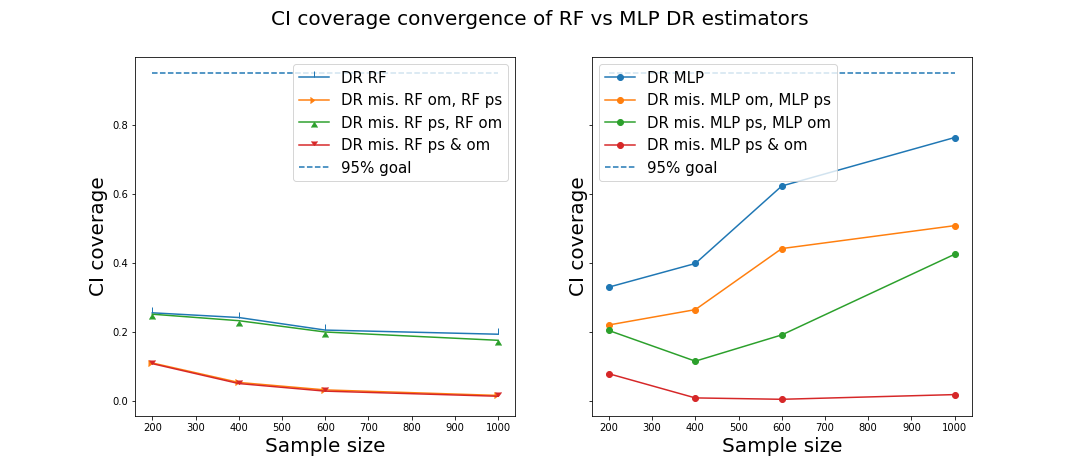 CI coverage convergence of RF vs MLP DR estimators
CI coverage
0.8
0.6
0.4
0.2
0.0
DR RF
DR mis. RF om, RF ps
DR mis. RF ps, RF om
DR mis. RF ps & om
95% goal
200 300 400 500 600 700 800 900 1000
Sample size
CI coverage
DR MLP
DR mis. MLP om, MLP ps
DR mis. MLP ps, MLP om
DR mis. MLP ps & om
95% goal
200 300 400 500 600 700 800 900 1000
Sample size